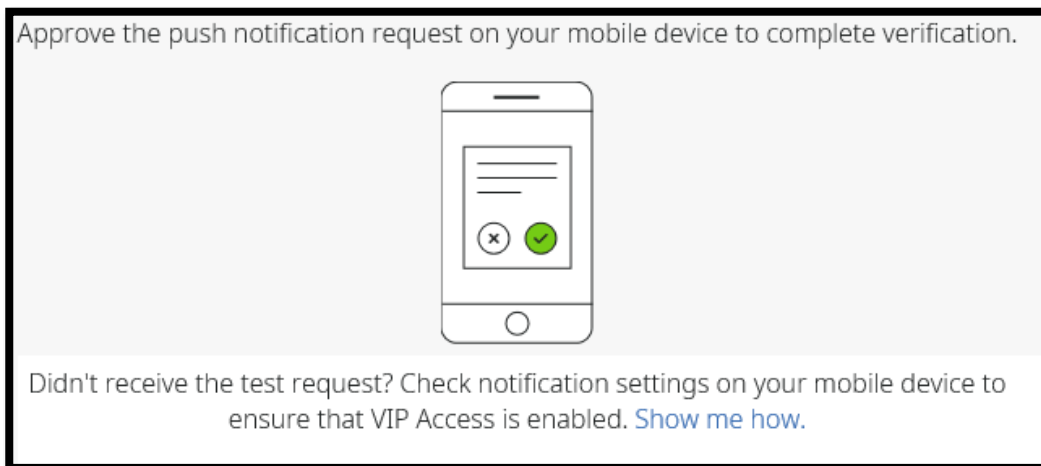 Approve the push notification request on your mobile device to complete verification.
Didn't receive the test request? Check notification settings on your mobile device to
ensure that VIP Access is enabled. Show me how.